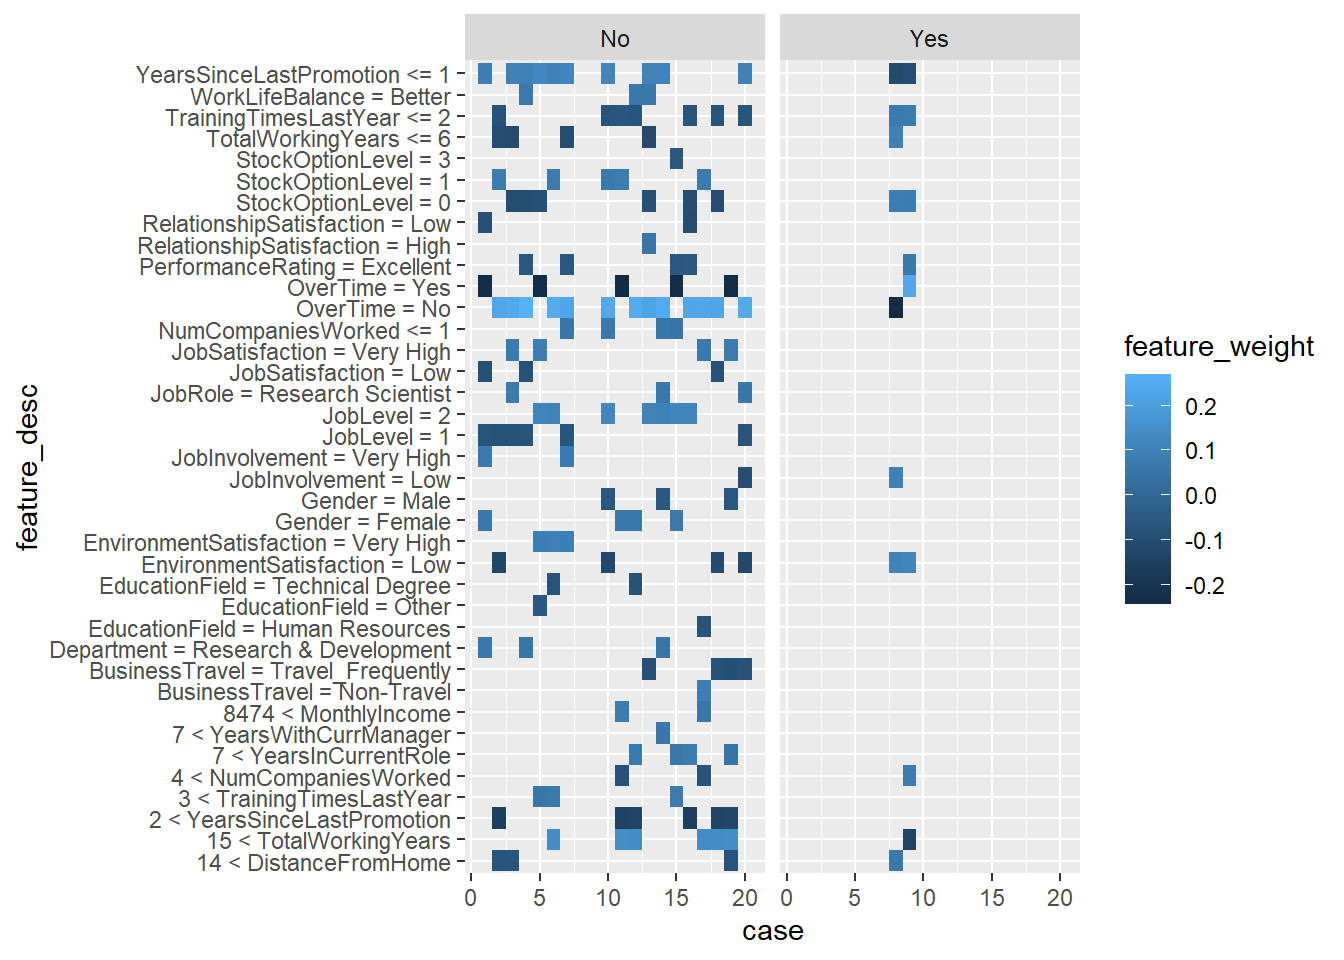 No
Yes
YearsSinceLastPromotion <= 1
WorkLifeBalance = Better
TrainingTimesLastYear <= 2
TotalWorkingYears <= 6
StockOptionLevel = 3
StockOptionLevel = 1
StockOptionLevel = 0
RelationshipSatisfaction = Low
RelationshipSatisfaction = High
PerformanceRating = Excellent
OverTime = Yes
OverTime = No
NumCompaniesWorked <= 1
JobSatisfaction = Very High
JobSatisfaction = Low
JobRole = Research Scientist
JobLevel = 2
JobLevel = 1
JobInvolvement = Very High
JobInvolvement = Low
Gender = Male
Gender = Female
EnvironmentSatisfaction = Very High
EnvironmentSatisfaction = Low
EducationField = Technical Degree
EducationField = Other
EducationField = Human Resources
Department = Research & Development
BusinessTravel = Travel_Frequently
BusinessTravel = Non-Travel
8474 < MonthlyIncome
7 < YearsWithCurrManager
7 < YearsInCurrentRole
4 < NumCompaniesWorked
3 < TrainingTimesLastYear
2 < YearsSinceLastPromotion
15 < TotalWorkingYears
14 < DistanceFromHome
feature_desc
0 5 10 15 20
0 5 10 15 20
case
feature_weight
0.2
0.1
0.0
-0.1
-0.2